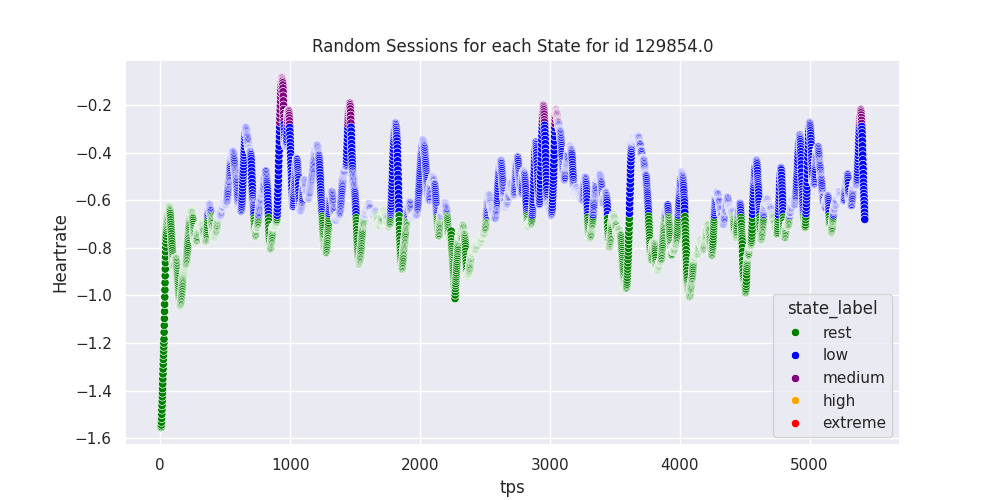 Random Sessions for each State for id 129854.0
Heartrate
−0.2
−0.4
−0.6
−0.8
−1.0
−1.2
−1.4
−1.6
0 1000 2000 3000 4000 5000
tps
state_label
rest
low
medium
high
extreme